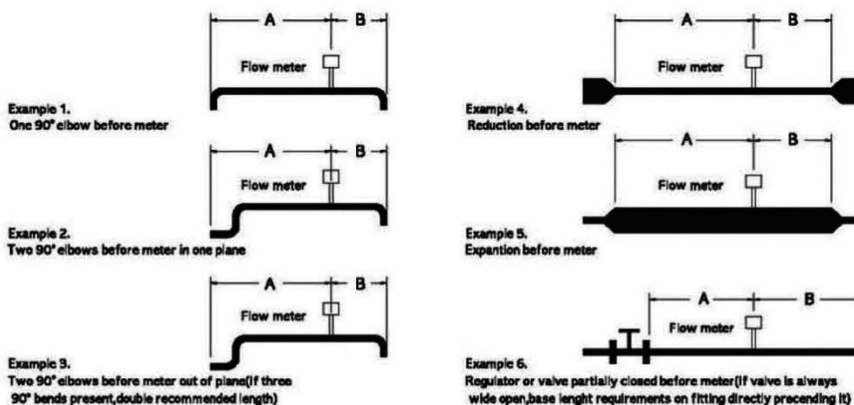 A
B
Flow meter
Example 1.
One 90° elbow before meter
A
B
Flow meter
Example 2.
Two 90° elbows before meter in one plane
A
B
Flow meter
Example 3.
Two 90° elbows before meter out of plane(if three
90° bends present,double recommended length)
A
B
Flow meter
Example 4.
Reduction before meter
A
B
Flow meter
Example 5.
Expantion before meter
A
B
Flow meter
Example 6.
Regulator or valve partially closed before meter(if valve is always
wide open,base lenght requirements on fitting directly precending it)